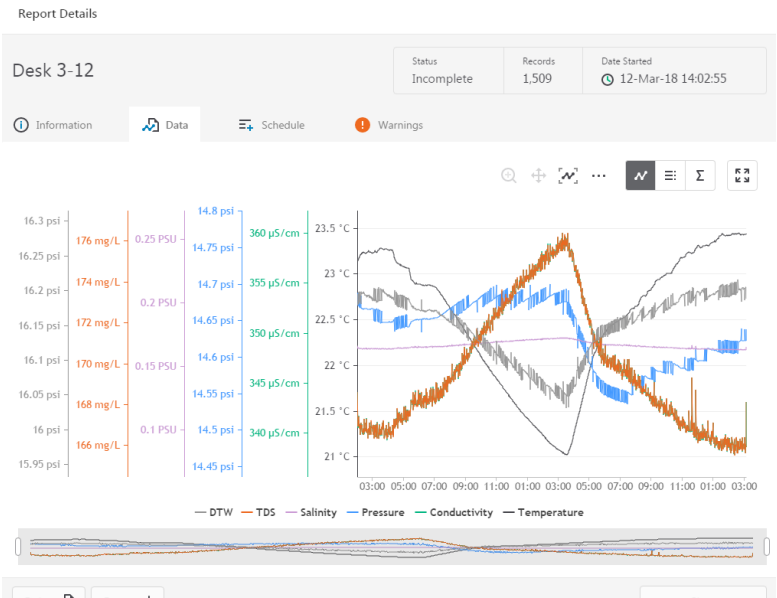 Report Details
Desk 3-12
Status
Incomplete
Records
1,509
Date Started
12-Mar-18 14:02:55
Information
Data
Schedule
Warnings
16.3 psi
16.25 psi
16.2 psi
16.15 psi
16.1 psi
16.05 psi
16 psi
15.95 psi
176 mg/L
174 mg/L
172 mg/L
170 mg/L
168 mg/L
166 mg/L
0.25 PSU
0.2 PSU
0.15 PSU
0.1 PSU
14.8 psi
14.75 psi
14.7 psi
14.65 psi
14.6 psi
14.55 psi
14.5 psi
14.45 psi
360 µS/cm
355 µS/cm
350 µS/cm
345 µS/cm
340 µS/cm
23.5 °C
23 °C
22.5 °C
22 °C
21.5 °C
21 °C
03:00 05:00 07:00 09:00 11:00 01:00 03:00 05:00 07:00 09:00 11:00 01:00 03:00
DTW TDS Salinity Pressure Conductivity Temperature